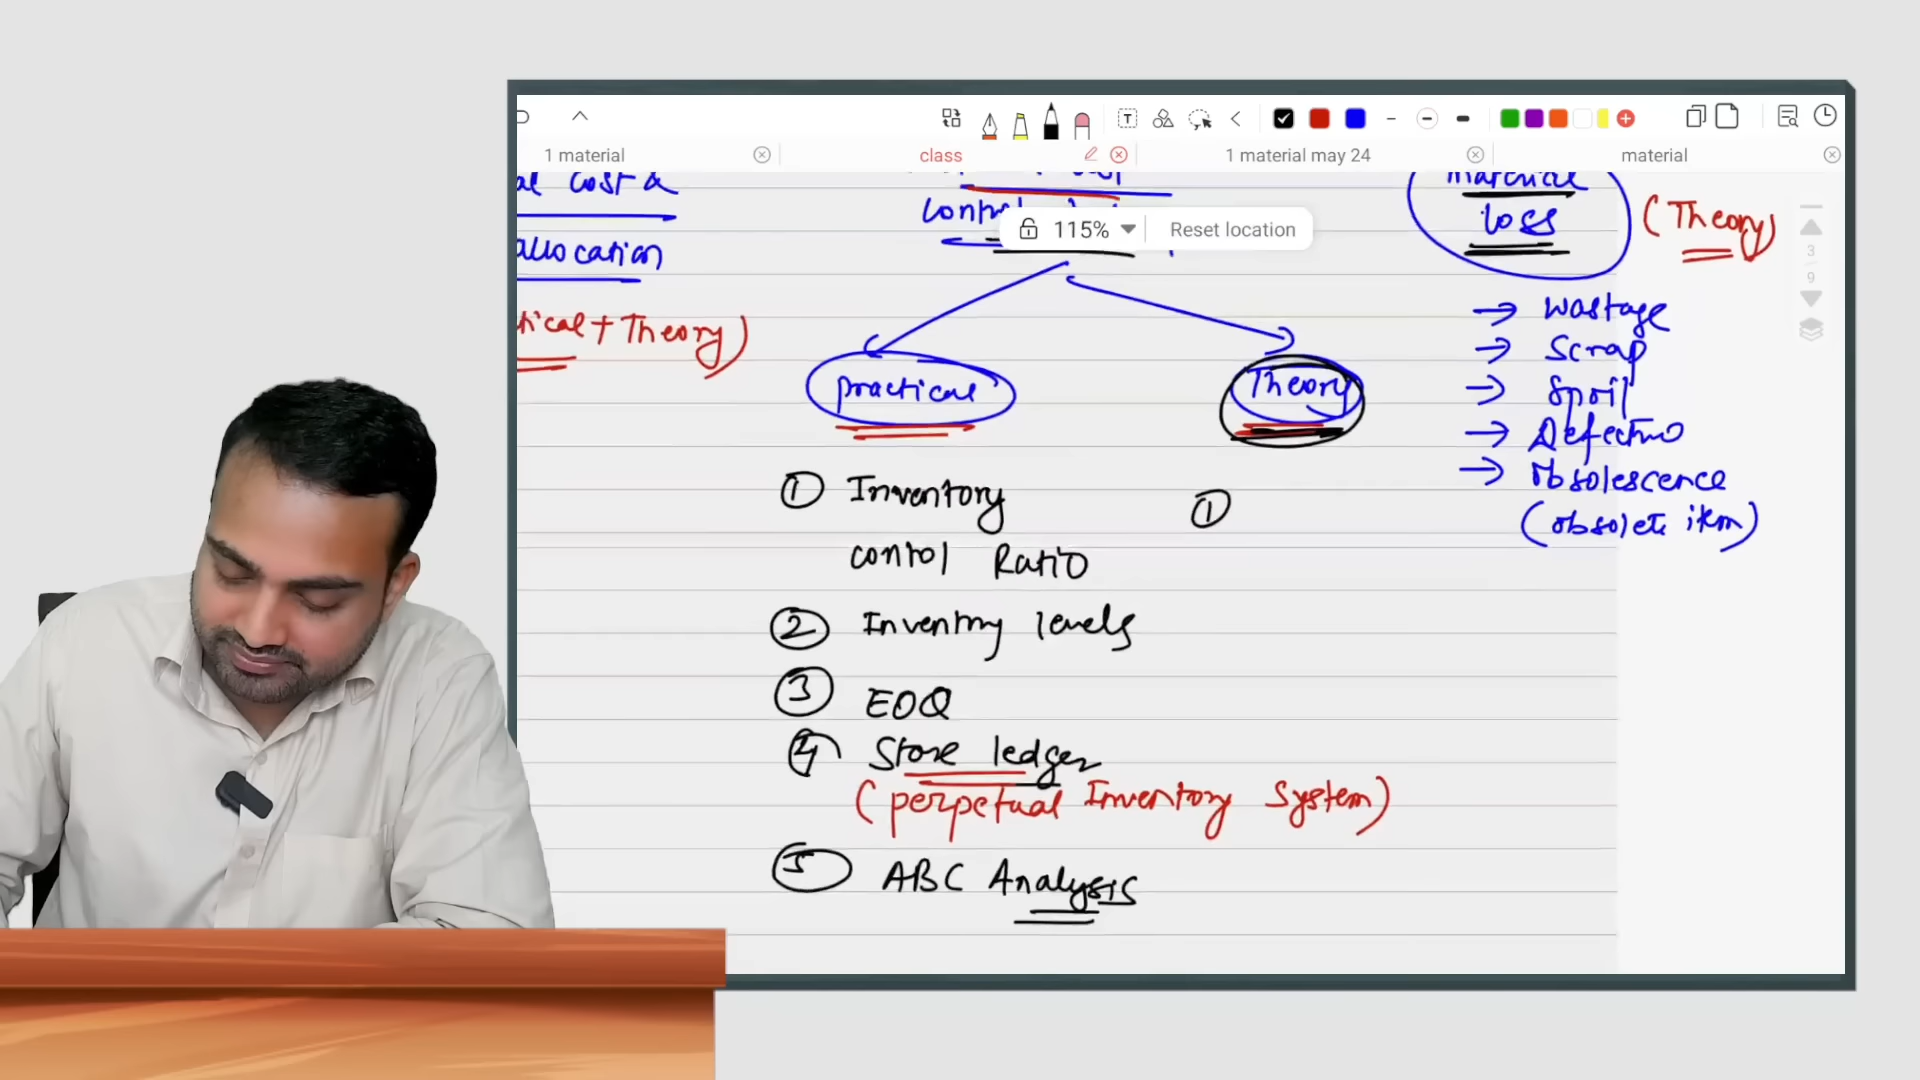 1 material
class
1 material may 24
material
al cost &
allocation
tical + Theory)
115%
Reset location
material
loss
(Theory)
3
9
→ wastage
→ Scrap
→ Spoil
→ Defective
→ obsolescence
(obsolete item)
practical
Theory
① Inventory
control Ratio
①
② Inventory levels
③ EOQ
④ Store ledger
(perpetual Inventory System)
⑤ ABC Analysis